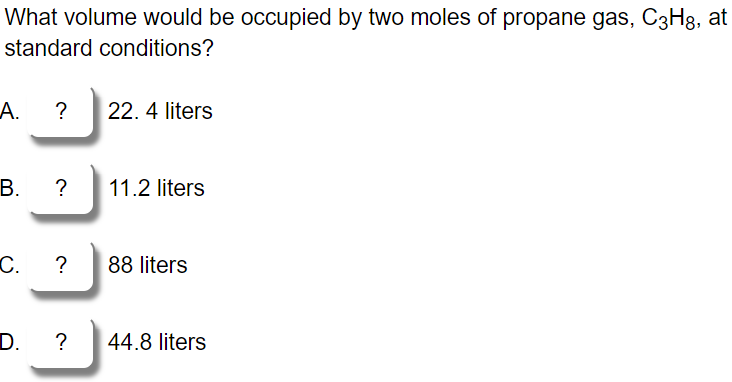 What volume would be occupied by two moles of propane gas, C₃H₈, at
standard conditions?
A. ? 22. 4 liters
B. ? 11.2 liters
C. ? 88 liters
D. ? 44.8 liters